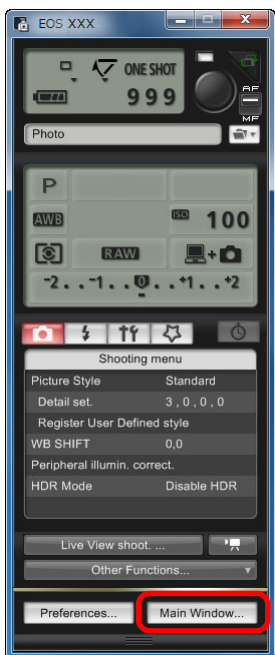 EOS XXX
ONE SHOT
999
AF
MF
Photo
P
AWB ISO 100
RAW +
-2..-1..0..+1..+2
Shooting menu
Picture Style Standard
Detail set. 3 , 0 , 0 , 0
Register User Defined style
WB SHIFT 0,0
Peripheral illumin. correct.
HDR Mode Disable HDR
Live View shoot. ...
Other Functions...
Preferences... Main Window...